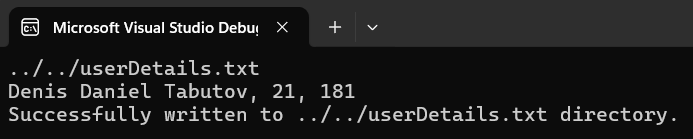 Microsoft Visual Studio Debug
../../userDetails.txt
Denis Daniel Tabutov, 21, 181
Successfully written to ../../userDetails.txt directory.